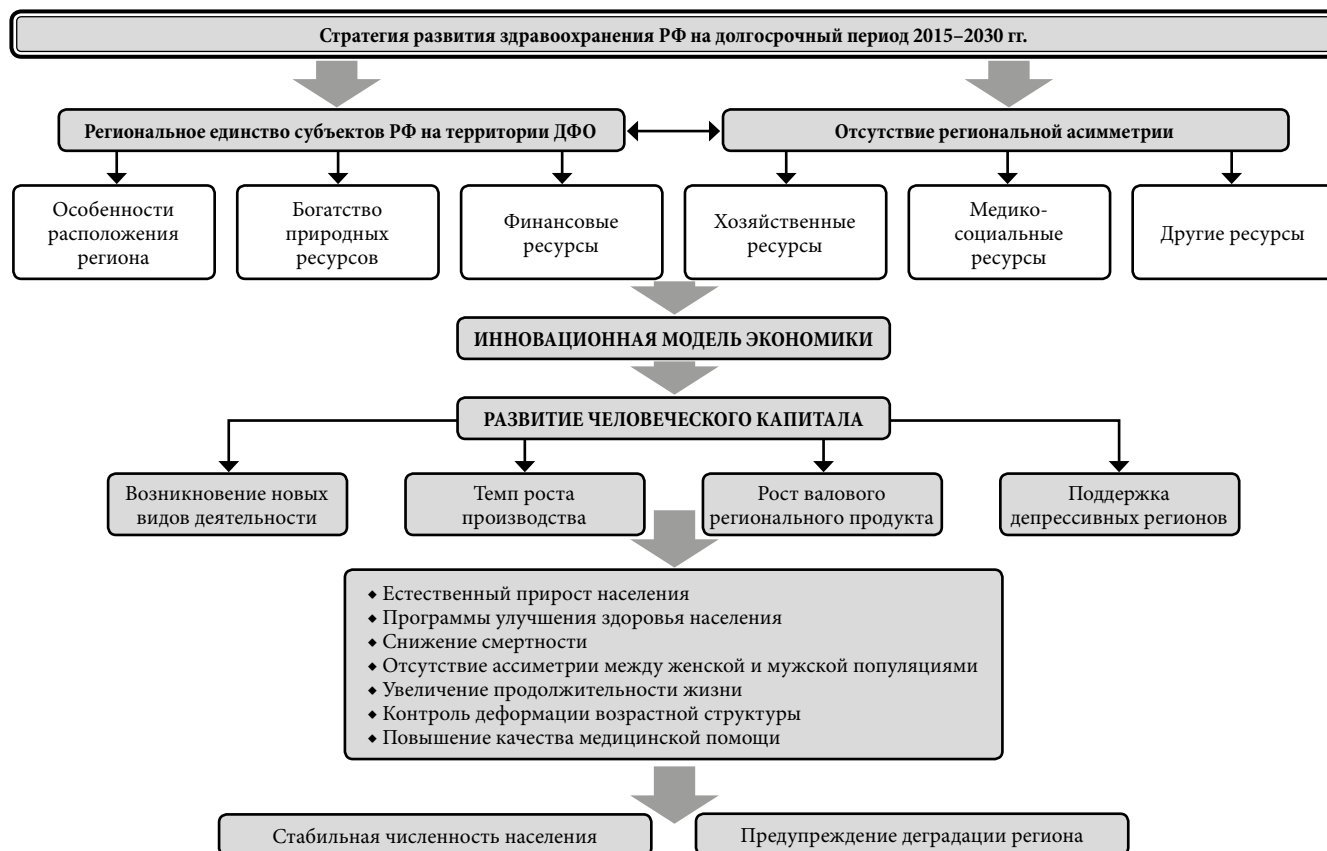 Стратегия развития здравоохранения РФ на долгосрочный период 2015–2030 гг.
Региональное единство субъектов РФ на территории ДФО
Отсутствие региональной асимметрии
Особенности
расположения
региона
Богатство
природных
ресурсов
Финансовые
ресурсы
Хозяйственные
ресурсы
Медико-
социальные
ресурсы
Другие ресурсы
ИННОВАЦИОННАЯ МОДЕЛЬ ЭКОНОМИКИ
РАЗВИТИЕ ЧЕЛОВЕЧЕСКОГО КАПИТАЛА
Возникновение новых
видов деятельности
Темп роста
производства
Рост валового
регионального продукта
Поддержка
депрессивных регионов
◆ Естественный прирост населения
◆ Программы улучшения здоровья населения
◆ Снижение смертности
◆ Отсутствие ассиметрии между женской и мужской популяциями
◆ Увеличение продолжительности жизни
◆ Контроль деформации возрастной структуры
◆ Повышение качества медицинской помощи
Стабильная численность населения
Предупреждение деградации региона